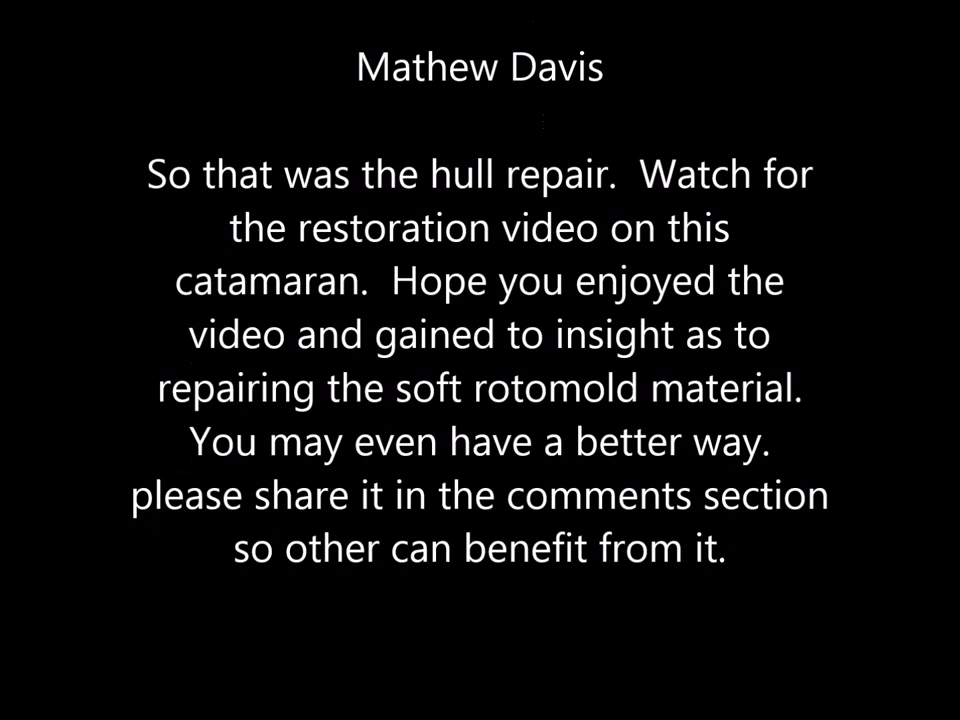 Mathew Davis
So that was the hull repair.  Watch for
the restoration video on this
catamaran.  Hope you enjoyed the
video and gained to insight as to
repairing the soft rotomold material.
You may even have a better way.
please share it in the comments section
so other can benefit from it.